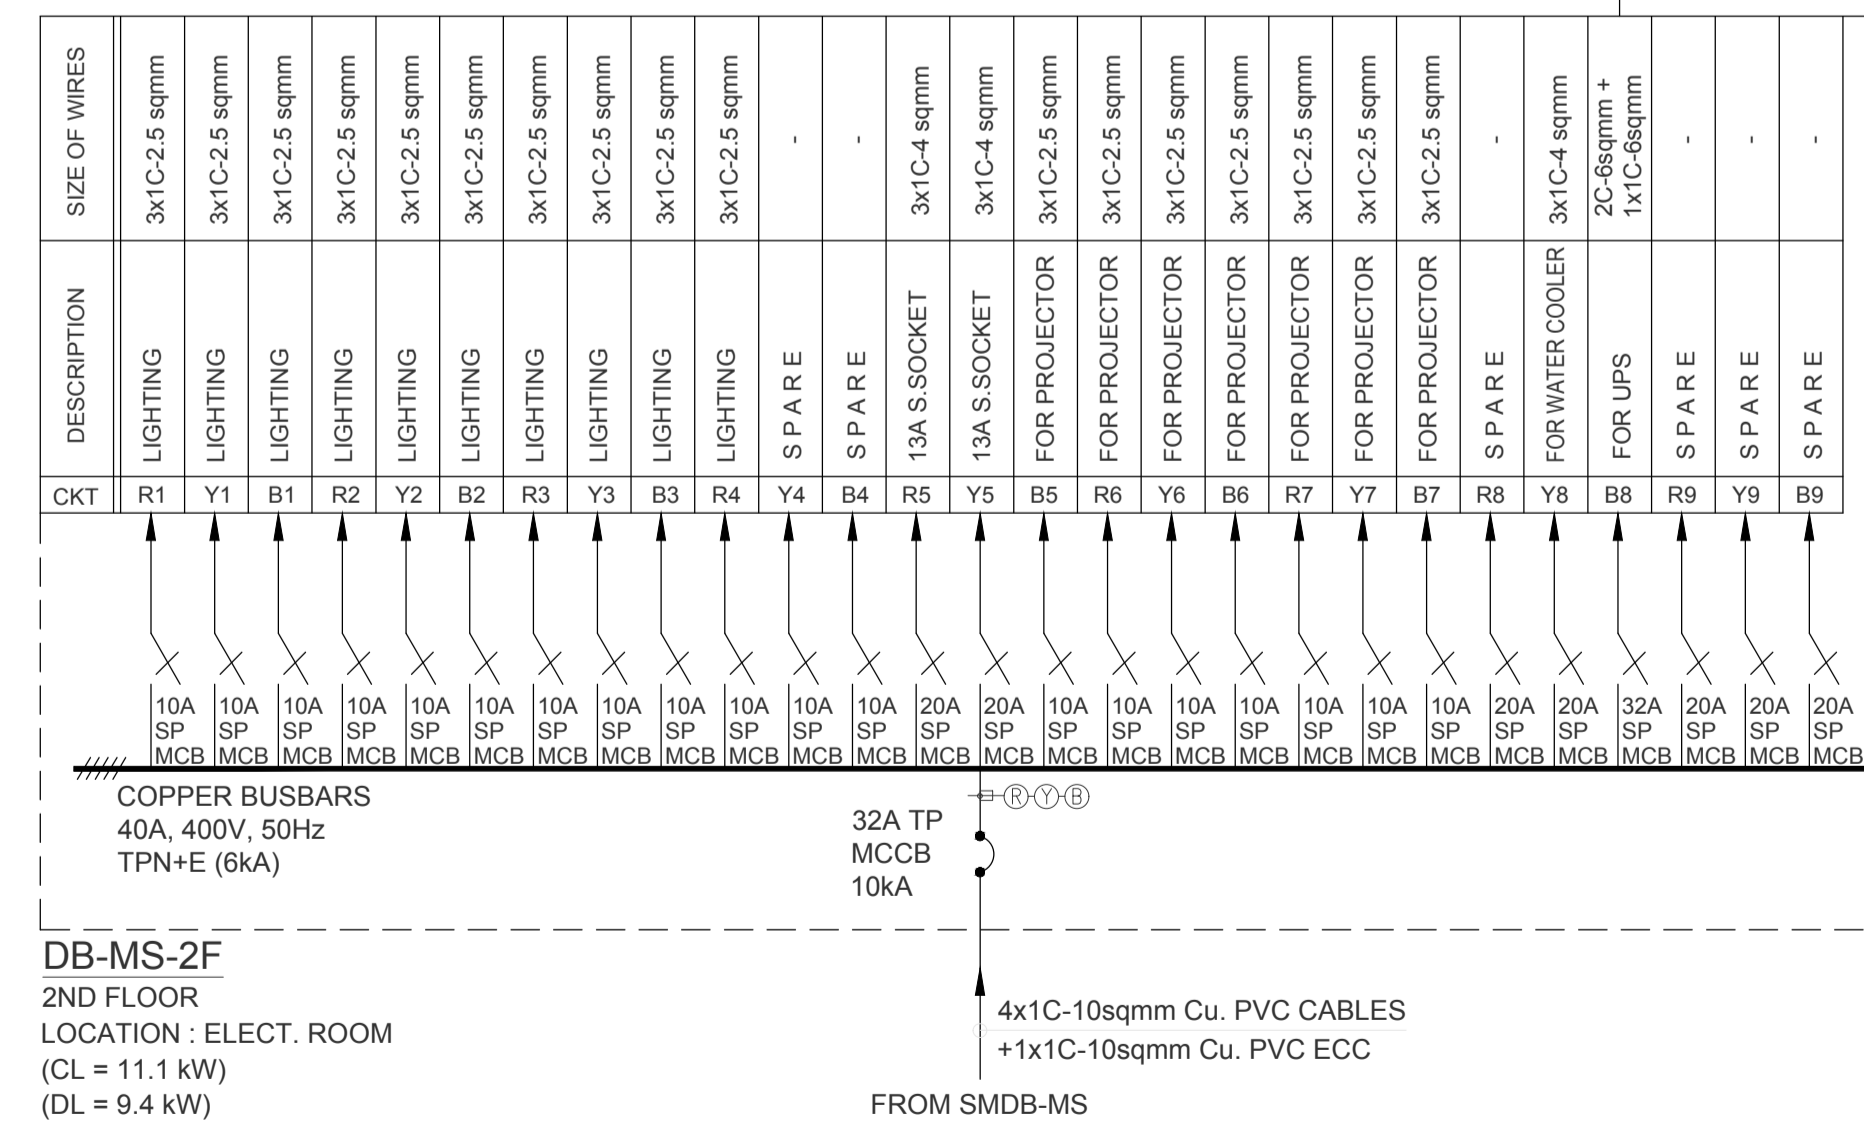 SIZE OF WIRES
3x1C-2.5 sqmm
3x1C-2.5 sqmm
3x1C-2.5 sqmm
3x1C-2.5 sqmm
3x1C-2.5 sqmm
3x1C-2.5 sqmm
3x1C-2.5 sqmm
3x1C-2.5 sqmm
3x1C-2.5 sqmm
3x1C-2.5 sqmm
-
-
3x1C-4 sqmm
3x1C-4 sqmm
3x1C-2.5 sqmm
3x1C-2.5 sqmm
3x1C-2.5 sqmm
3x1C-2.5 sqmm
3x1C-2.5 sqmm
3x1C-2.5 sqmm
3x1C-2.5 sqmm
-
3x1C-4 sqmm
2C-6sqmm +
1x1C-6sqmm
-
-
-
DESCRIPTION
LIGHTING
LIGHTING
LIGHTING
LIGHTING
LIGHTING
LIGHTING
LIGHTING
LIGHTING
LIGHTING
LIGHTING
S P A R E
S P A R E
13A S.SOCKET
13A S.SOCKET
FOR PROJECTOR
FOR PROJECTOR
FOR PROJECTOR
FOR PROJECTOR
FOR PROJECTOR
FOR PROJECTOR
FOR PROJECTOR
S P A R E
FOR WATER COOLER
FOR UPS
S P A R E
S P A R E
S P A R E
CKT R1 Y1 B1 R2 Y2 B2 R3 Y3 B3 R4 Y4 B4 R5 Y5 B5 R6 Y6 B6 R7 Y7 B7 R8 Y8 B8 R9 Y9 B9
10A 10A 10A 10A 10A 10A 10A 10A 10A 10A 10A 10A 20A 20A 10A 10A 10A 10A 10A 10A 10A 20A 20A 32A 20A 20A 20A
SP SP SP SP SP SP SP SP SP SP SP SP SP SP SP SP SP SP SP SP SP SP SP SP SP SP SP
MCB MCB MCB MCB MCB MCB MCB MCB MCB MCB MCB MCB MCB MCB MCB MCB MCB MCB MCB MCB MCB MCB MCB MCB MCB MCB MCB
COPPER BUSBARS
40A, 400V, 50Hz
TPN+E (6kA)
R Y B
32A TP
MCCB
10kA
DB-MS-2F
2ND FLOOR
LOCATION : ELECT. ROOM
(CL = 11.1 kW)
(DL = 9.4 kW)
4x1C-10sqmm Cu. PVC CABLES
+1x1C-10sqmm Cu. PVC ECC
FROM SMDB-MS